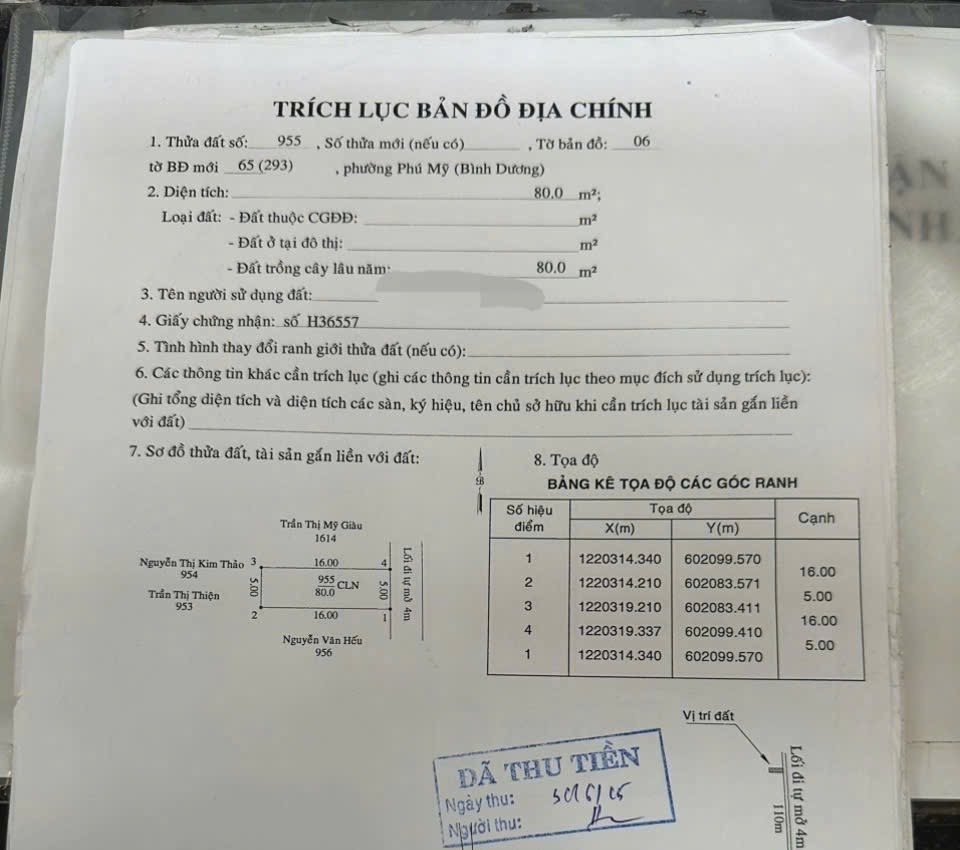 TRÍCH LỤC BẢN ĐỒ ĐỊA CHÍNH
1. Thửa đất số: 955 , Số thửa mới (nếu có) , Tờ bản đồ: 06
tờ BĐ mới 65 (293) , phường Phú Mỹ (Bình Dương)
2. Diện tích: 80.0 m²;
Loại đất: - Đất thuộc CGĐĐ: m²
- Đất ở tại đô thị: m²
- Đất trồng cây lâu năm: 80.0 m²
3. Tên người sử dụng đất:
4. Giấy chứng nhận: số H36557
5. Tình hình thay đổi ranh giới thửa đất (nếu có):
6. Các thông tin khác cần trích lục (ghi các thông tin cần trích lục theo mục đích sử dụng trích lục):
(Ghi tổng diện tích và diện tích các sàn, ký hiệu, tên chủ sở hữu khi cần trích lục tài sản gắn liền
với đất)
7. Sơ đồ thửa đất, tài sản gắn liền với đất:
Trần Thị Mỹ Giàu
1614
Nguyễn Thị Kim Thảo 3 16.00 4
954
5.00 955 CLN 5.00
80.0
Trần Thị Thiện
953
2 16.00 1
Nguyễn Văn Hếu
956
Lối đi tự mở 4m
8. Tọa độ
BẢNG KÊ TỌA ĐỘ CÁC GÓC RANH
Số hiệu điểm Tọa độ Cạnh
X(m) Y(m)
1 1220314.340 602099.570
16.00
2 1220314.210 602083.571
5.00
3 1220319.210 602083.411
16.00
4 1220319.337 602099.410
5.00
1 1220314.340 602099.570
Vị trí đất
Lối đi tự mở 4m
110m
ĐÃ THU TIỀN
Ngày thu:
Người thu:
ẠN
NH